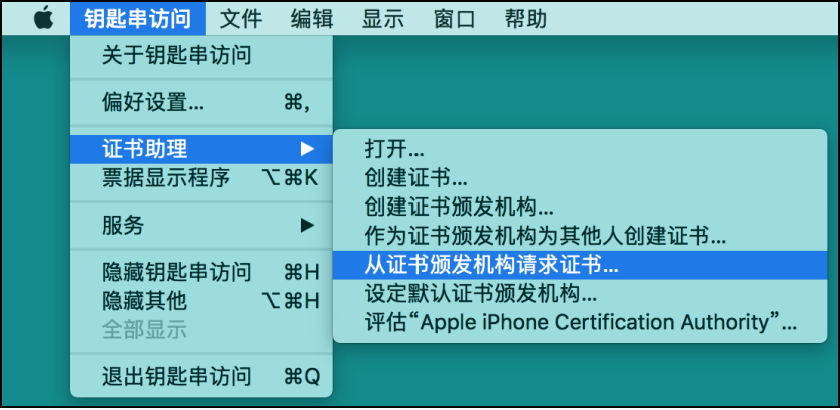 钥匙串访问 文件 编辑 显示 窗口 帮助
关于钥匙串访问
偏好设置... ⌘,
证书助理 ▶
票据显示程序 ⌥⌘K
服务 ▶
隐藏钥匙串访问 ⌘H
隐藏其他 ⌥⌘H
全部显示
退出钥匙串访问 ⌘Q
打开...
创建证书...
创建证书颁发机构...
作为证书颁发机构为其他人创建证书...
从证书颁发机构请求证书...
设定默认证书颁发机构...
评估“Apple iPhone Certification Authority”...